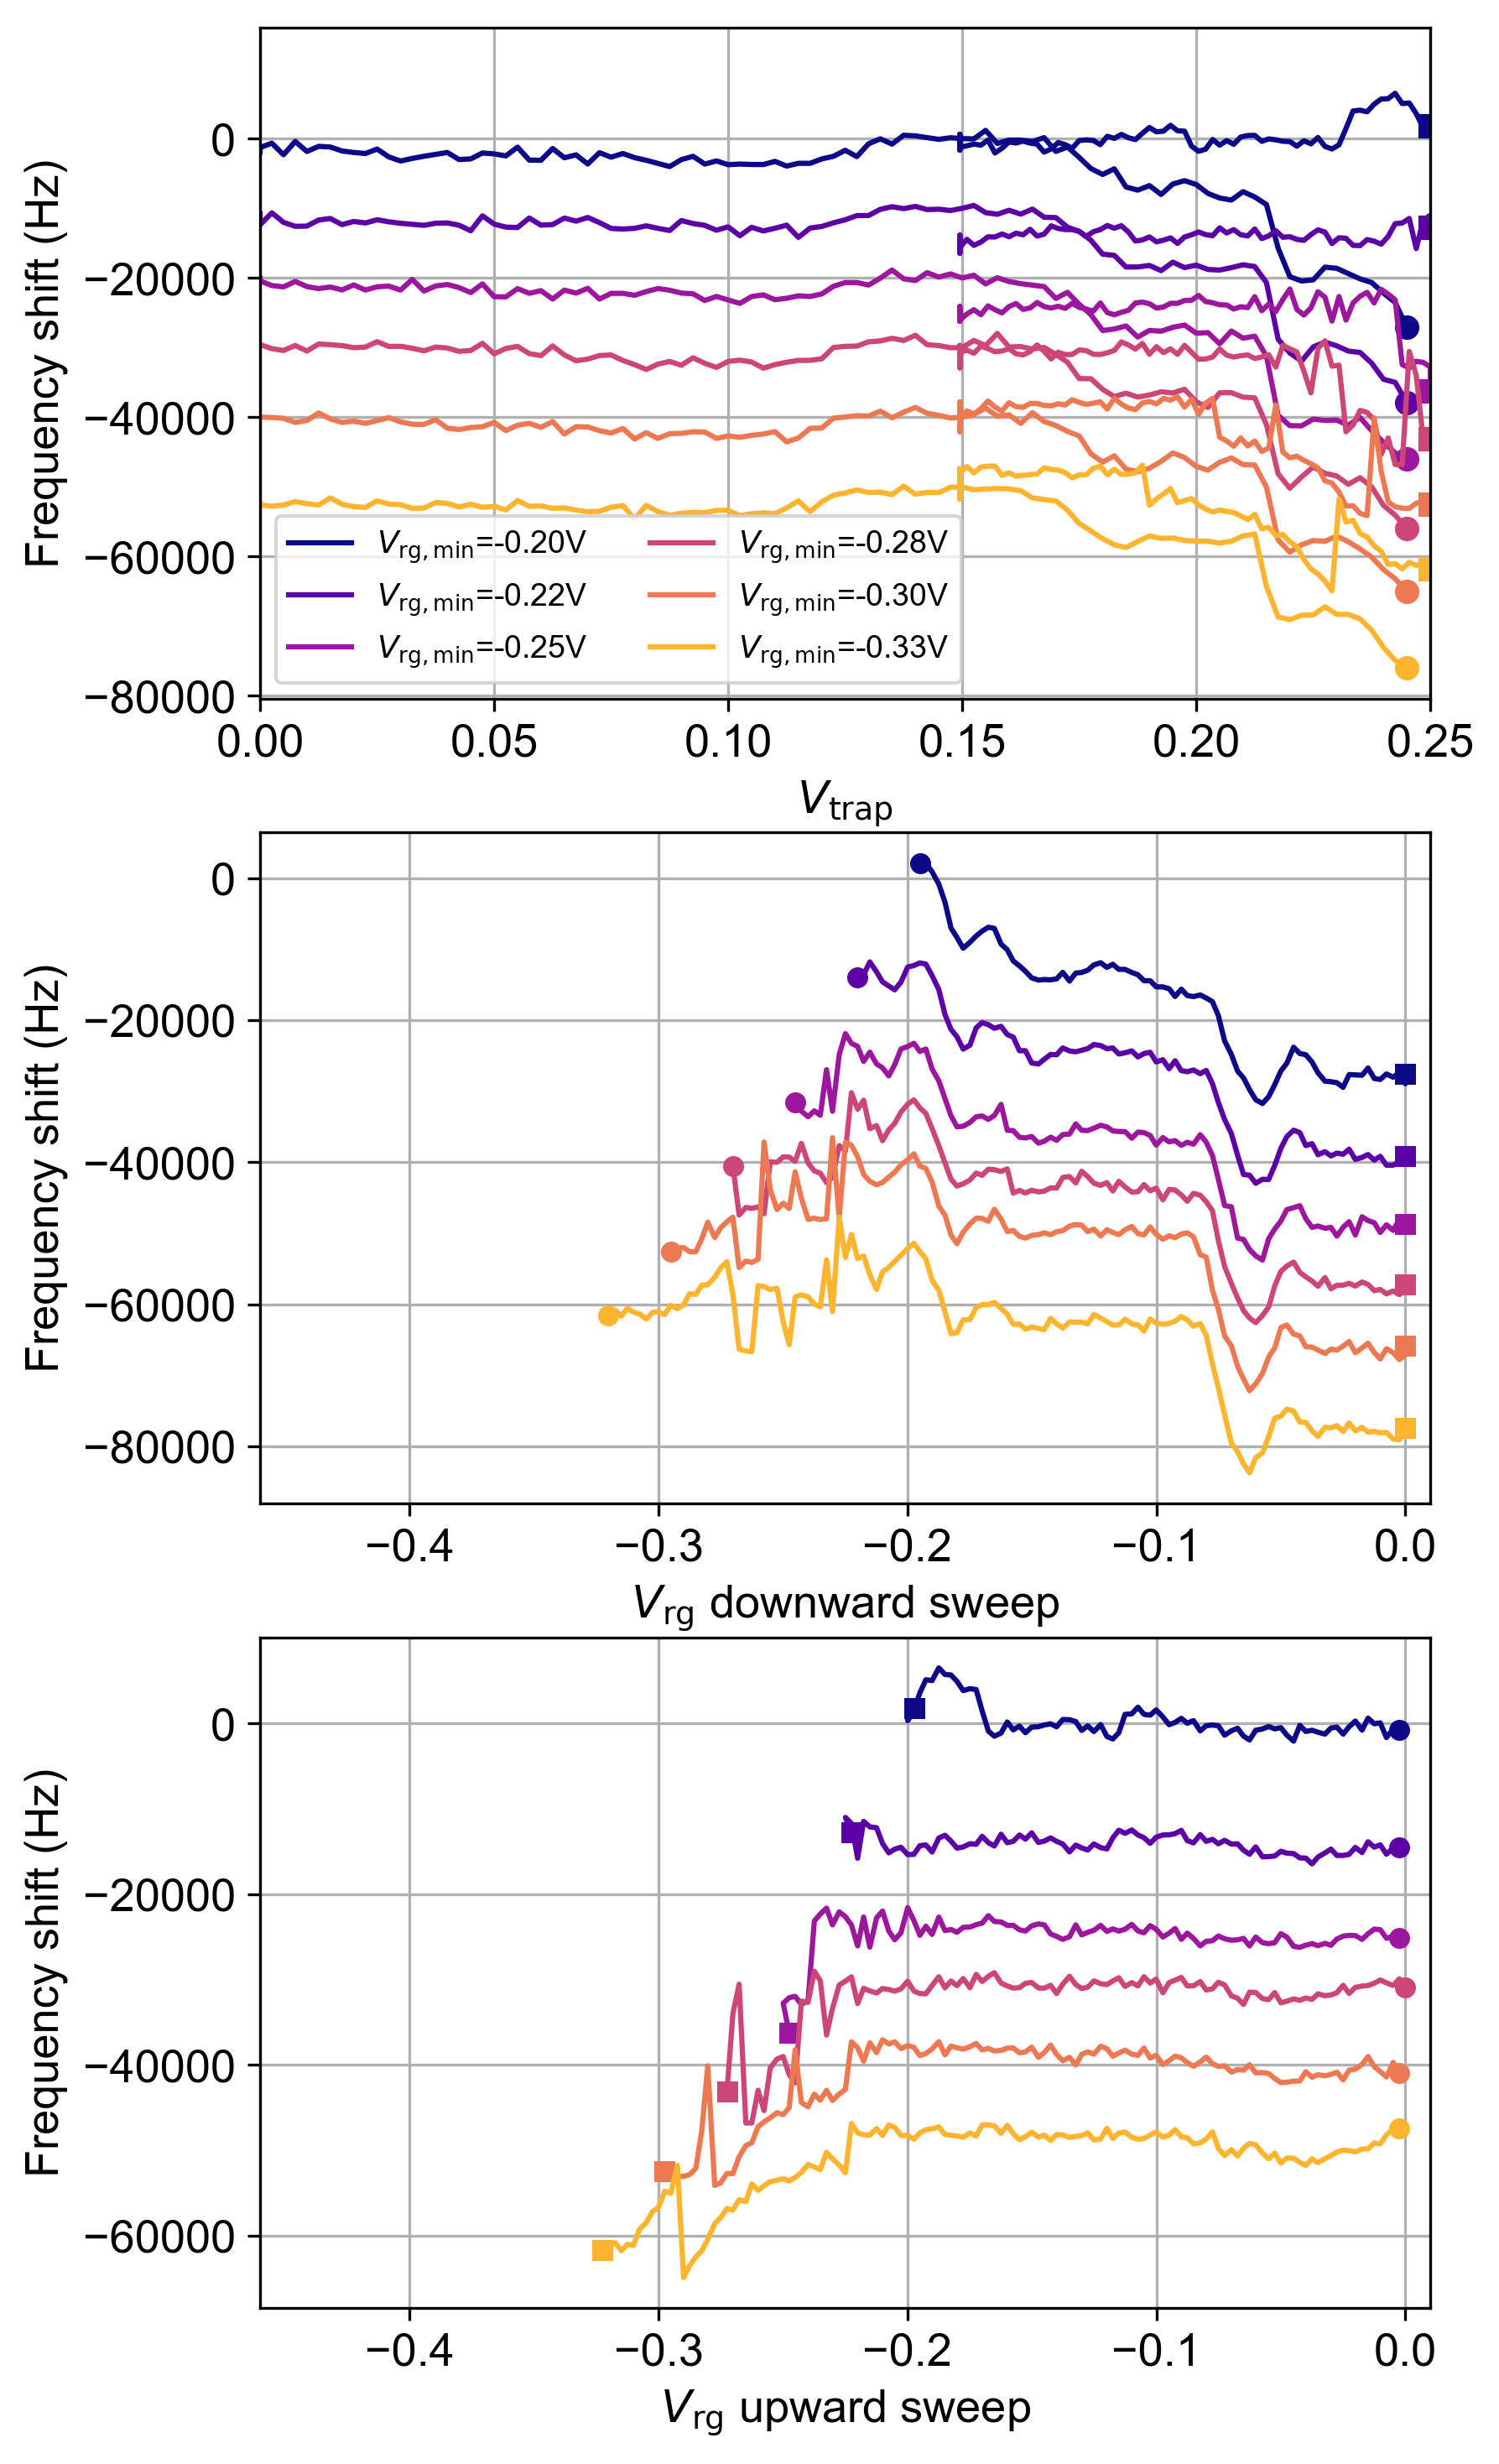 Frequency shift (Hz)
0
−20000
−40000
−60000
−80000
V_rg, min=-0.20V
V_rg, min=-0.22V
V_rg, min=-0.25V
V_rg, min=-0.28V
V_rg, min=-0.30V
V_rg, min=-0.33V
0.00 0.05 0.10 0.15 0.20 0.25
V_trap
Frequency shift (Hz)
0
−20000
−40000
−60000
−80000
−0.4 −0.3 −0.2 −0.1 0.0
V_rg downward sweep
Frequency shift (Hz)
0
−20000
−40000
−60000
−0.4 −0.3 −0.2 −0.1 0.0
V_rg upward sweep